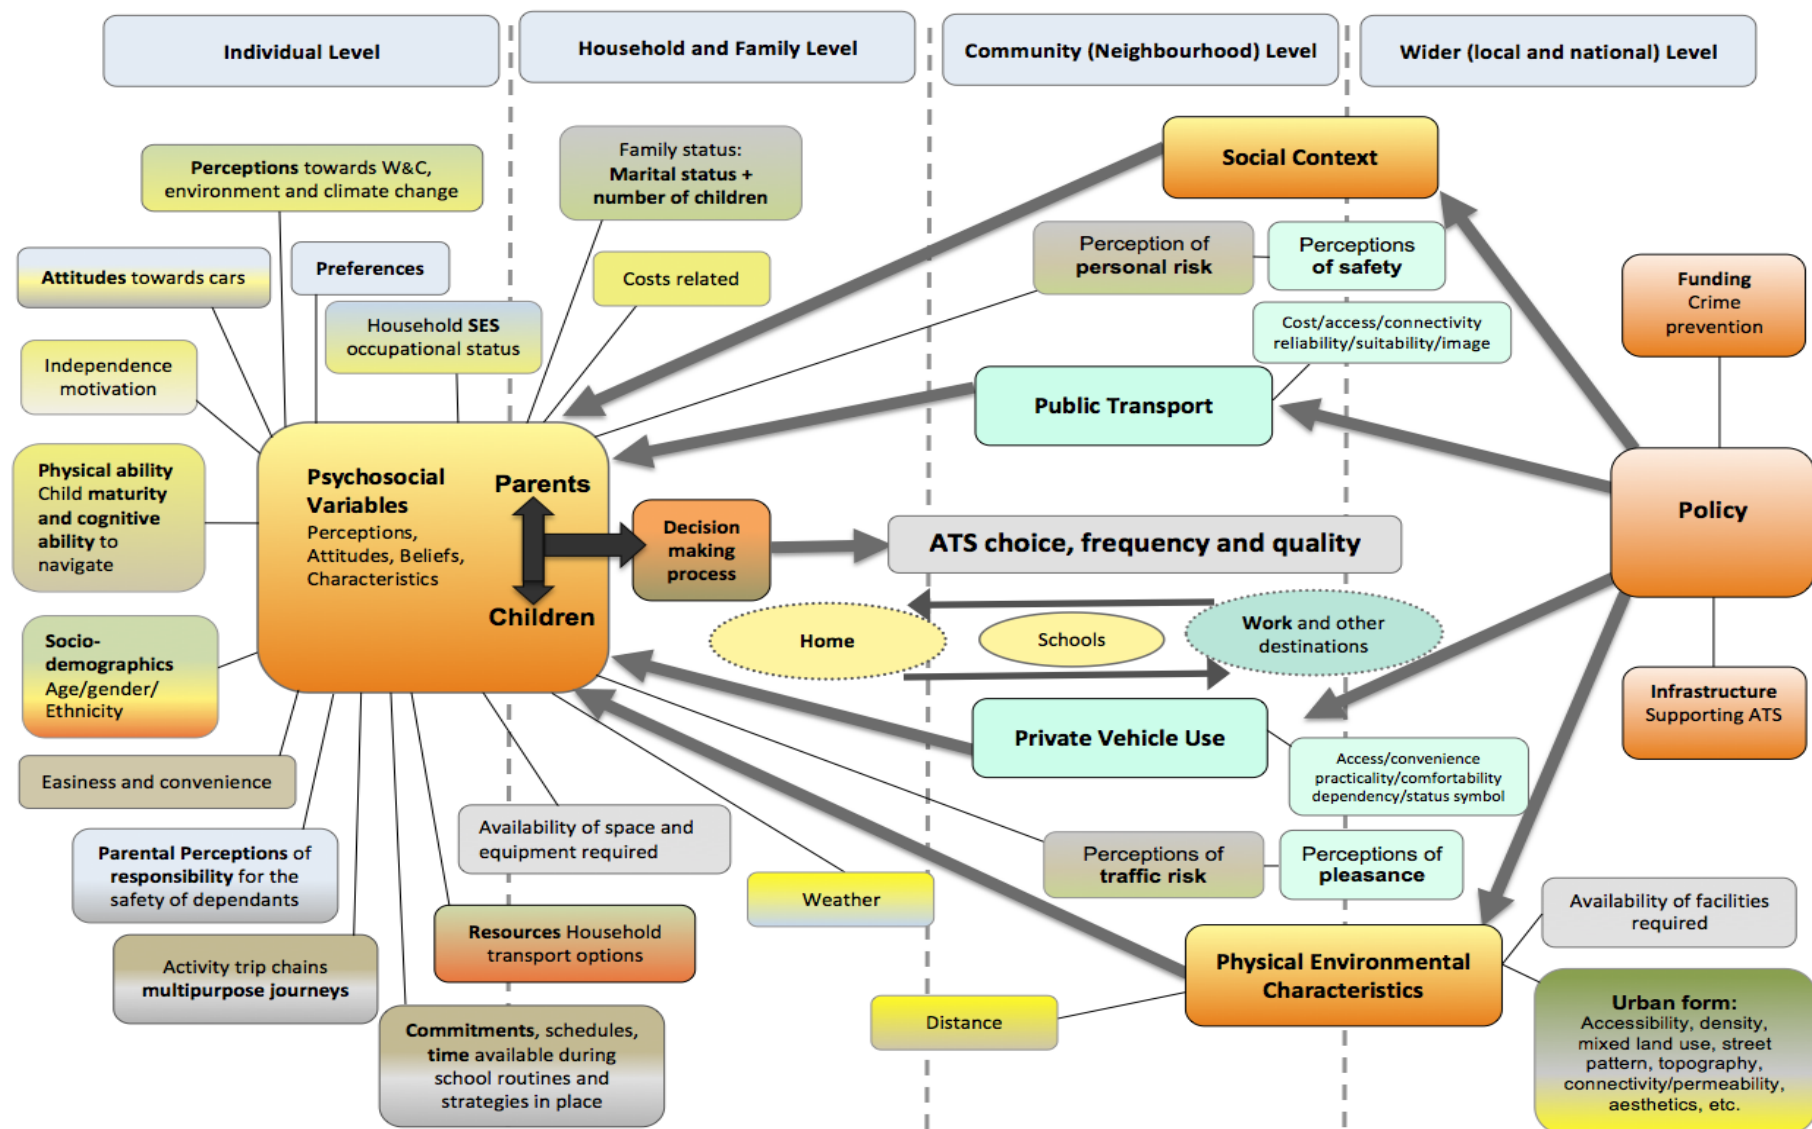 Individual Level
Household and Family Level
Community (Neighbourhood) Level
Wider (local and national) Level
Perceptions towards W&C,
environment and climate change
Family status:
Marital status +
number of children
Social Context
Attitudes towards cars
Preferences
Costs related
Perception of
personal risk
Perceptions
of safety
Funding
Crime
prevention
Household SES
occupational status
Cost/access/connectivity
reliability/suitability/image
Independence
motivation
Public Transport
Physical ability
Child maturity
and cognitive
ability to
navigate
Psychosocial
Variables
Perceptions,
Attitudes, Beliefs,
Characteristics
Parents
Children
Decision
making
process
ATS choice, frequency and quality
Policy
Home
Schools
Work and other
destinations
Socio-
demographics
Age/gender/
Ethnicity
Infrastructure
Supporting ATS
Private Vehicle Use
Easiness and convenience
Access/convenience
practicality/comfortability
dependency/status symbol
Parental Perceptions of
responsibility for the
safety of dependants
Availability of space and
equipment required
Perceptions of
traffic risk
Perceptions of
pleasance
Weather
Availability of facilities
required
Resources Household
transport options
Activity trip chains
multipurpose journeys
Physical Environmental
Characteristics
Distance
Commitments, schedules,
time available during
school routines and
strategies in place
Urban form:
Accessibility, density,
mixed land use, street
pattern, topography,
connectivity/permeability,
aesthetics, etc.